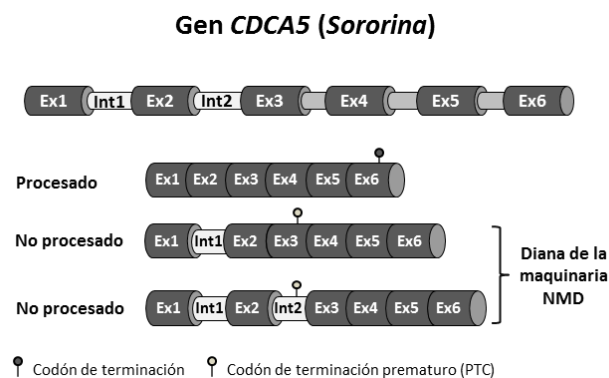 Gen CDCA5 (Sororina)
Ex1 Int1 Ex2 Int2 Ex3 Ex4 Ex5 Ex6
Procesado Ex1 Ex2 Ex3 Ex4 Ex5 Ex6
No procesado Ex1 Int1 Ex2 Ex3 Ex4 Ex5 Ex6
Diana de la
maquinaria
NMD
No procesado Ex1 Int1 Ex2 Int2 Ex3 Ex4 Ex5 Ex6
Codón de terminación Codón de terminación prematuro (PTC)